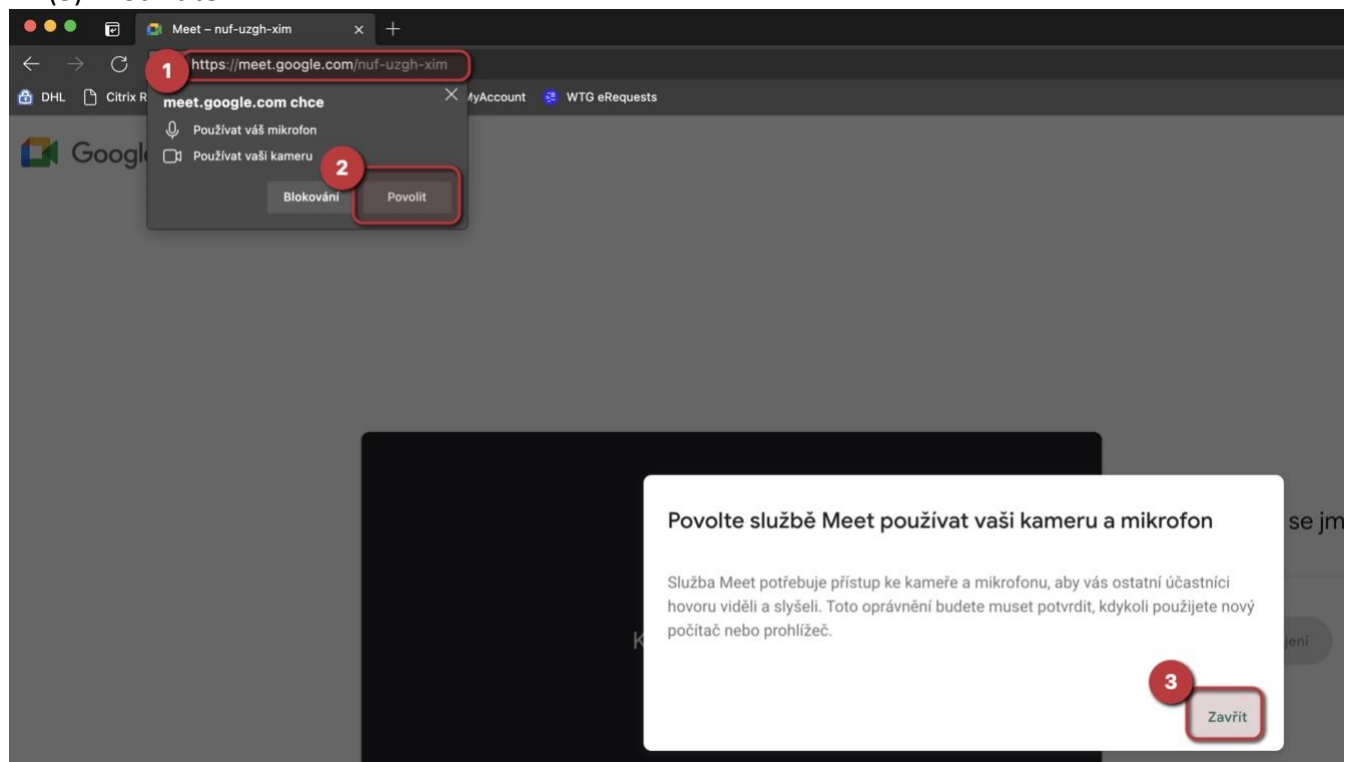 Meet – nuf-uzgh-xim
1
https://meet.google.com/nuf-uzgh-xim
DHL Citrix R
MyAccount WTG eRequests
meet.google.com chce
Používat váš mikrofon
Používat vaši kameru
2
Blokování Povolit
Googl
Povolte službě Meet používat vaši kameru a mikrofon
se jm
Služba Meet potřebuje přístup ke kameře a mikrofonu, aby vás ostatní účastníci
hovoru viděli a slyšeli. Toto oprávnění budete muset potvrdit, kdykoli použijete nový
počítač nebo prohlížeč.
K
jení
3
Zavřít